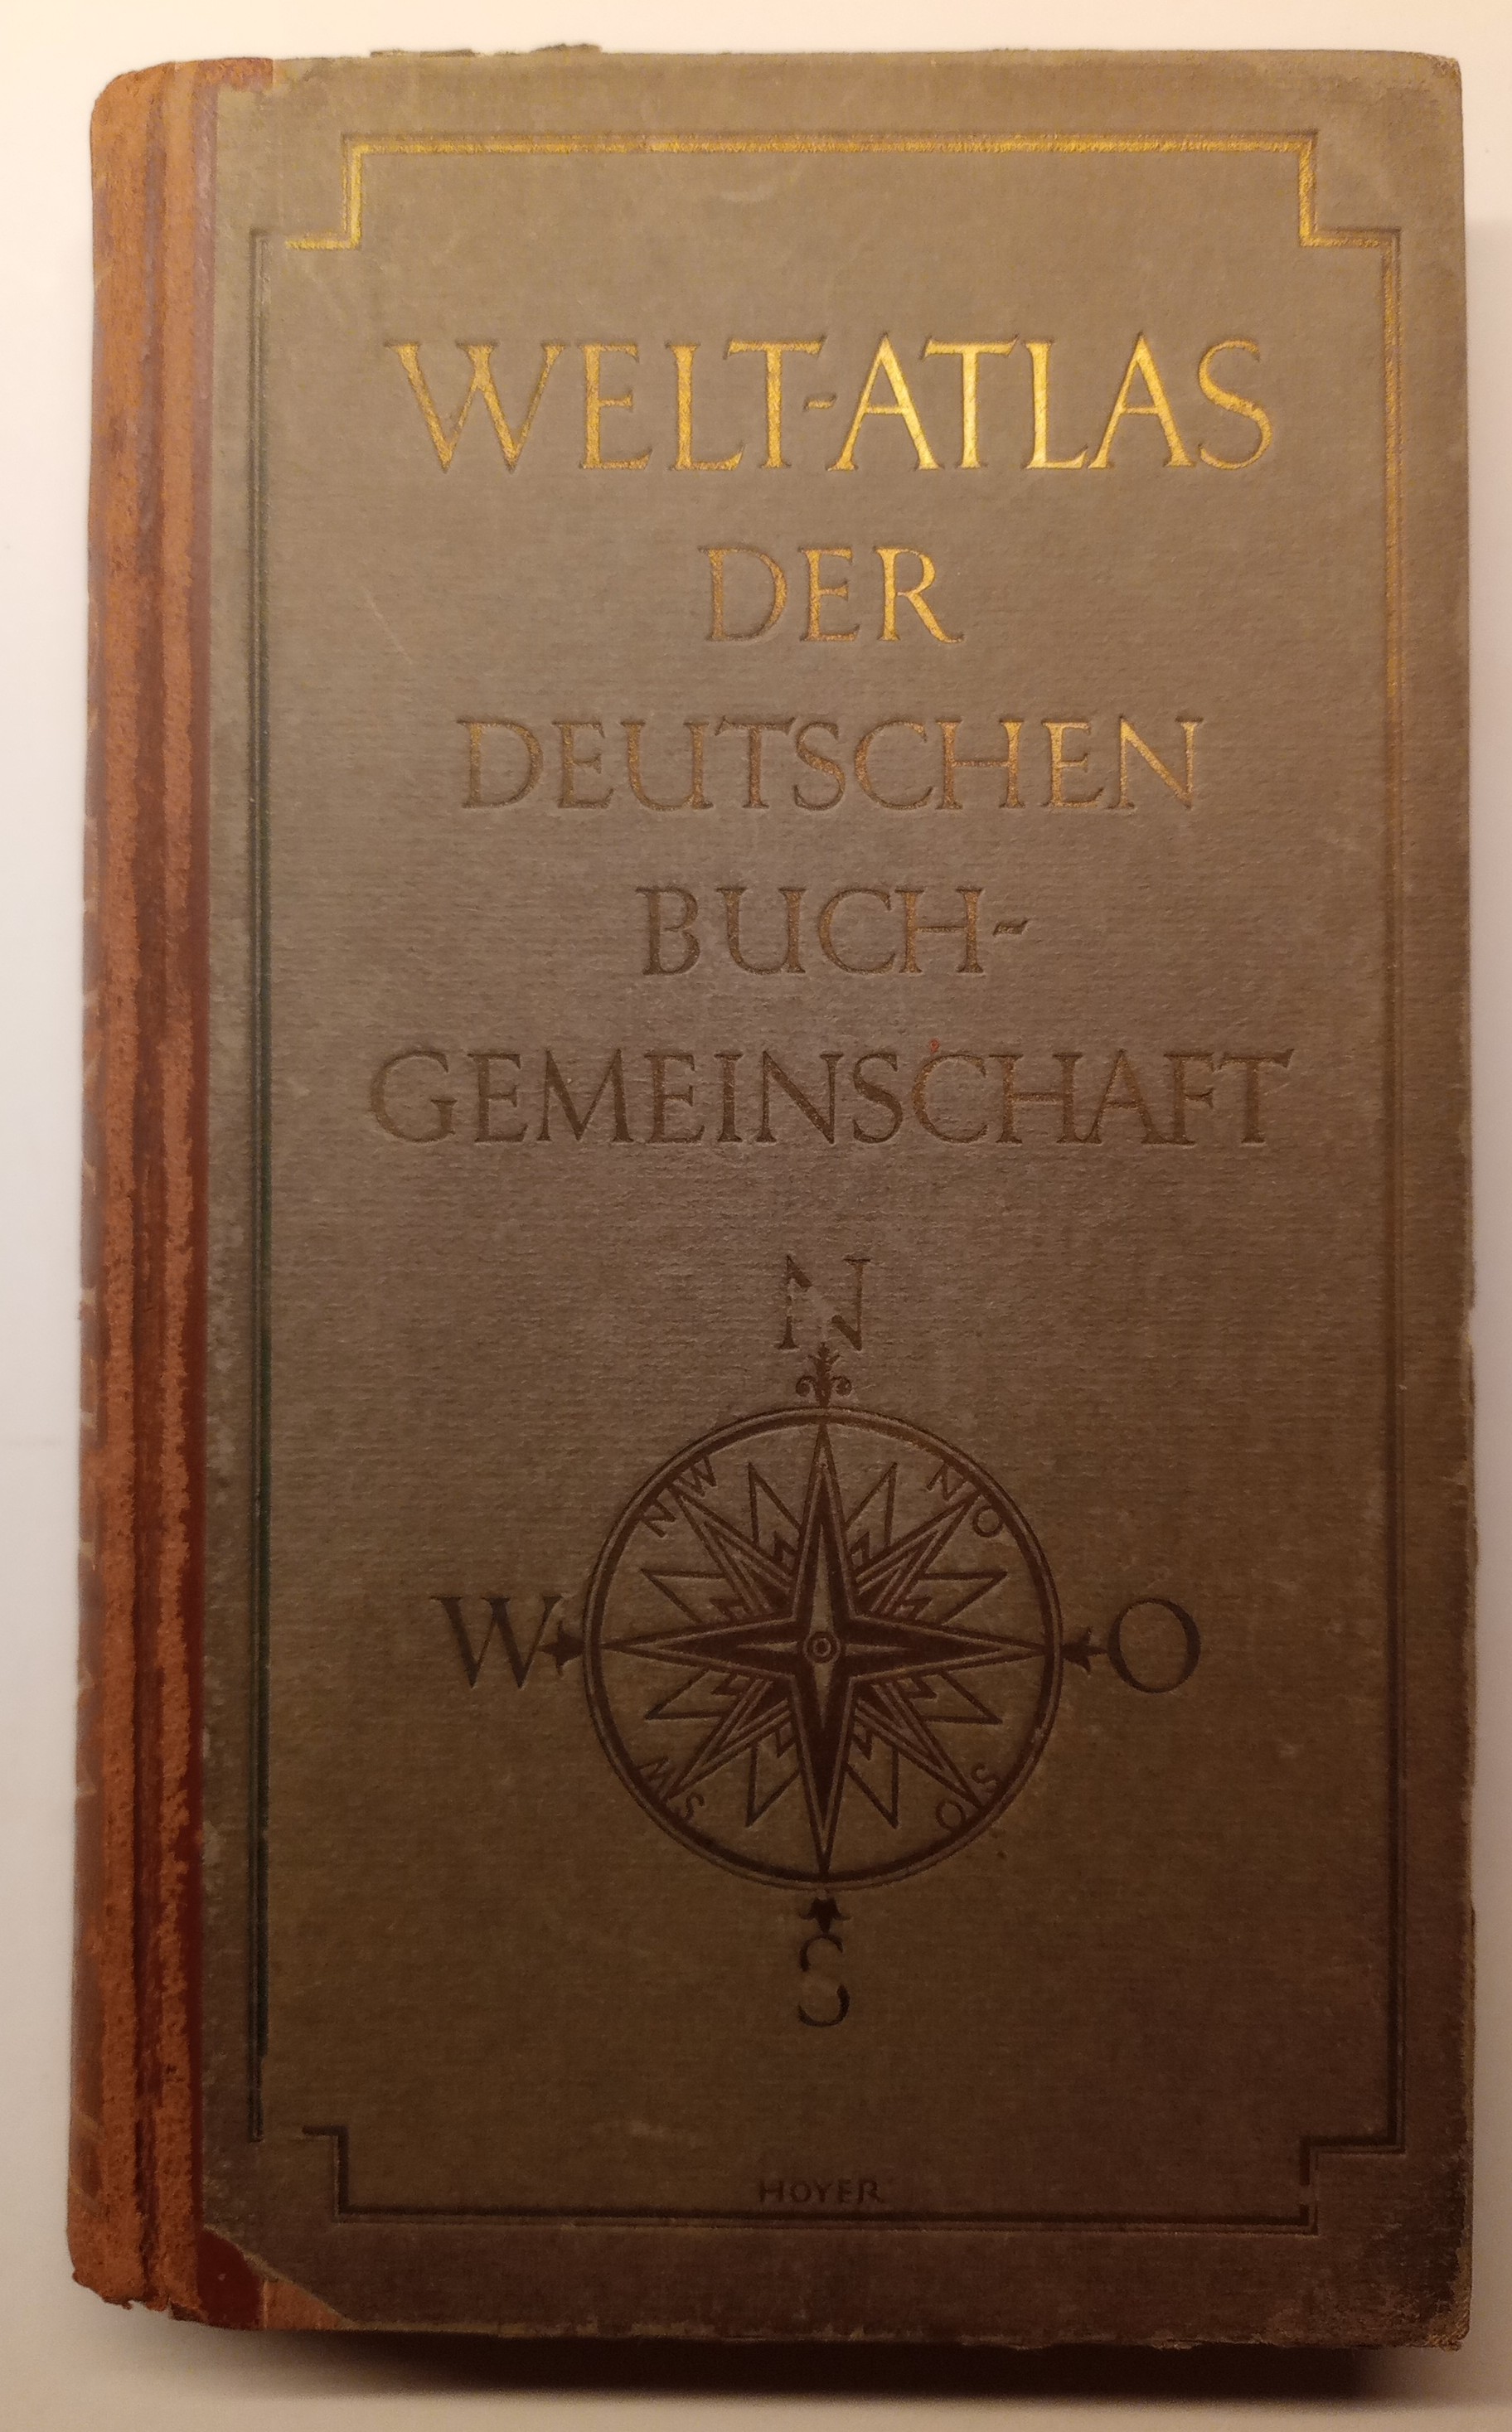 WELT-ATLAS
DER
DEUTSCHEN
BUCH-
GEMEINSCHAFT
N
NW NO
W O
SW SO
S
HOYER